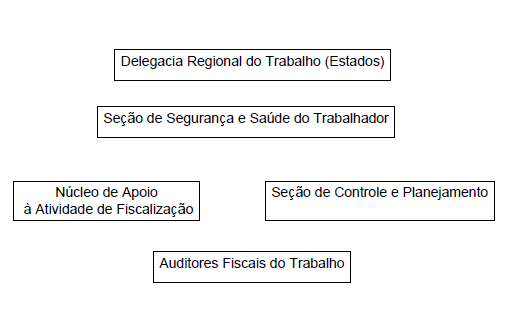 Delegacia Regional do Trabalho (Estados)
Seção de Segurança e Saúde do Trabalhador
Núcleo de Apoio
à Atividade de Fiscalização
Seção de Controle e Planejamento
Auditores Fiscais do Trabalho